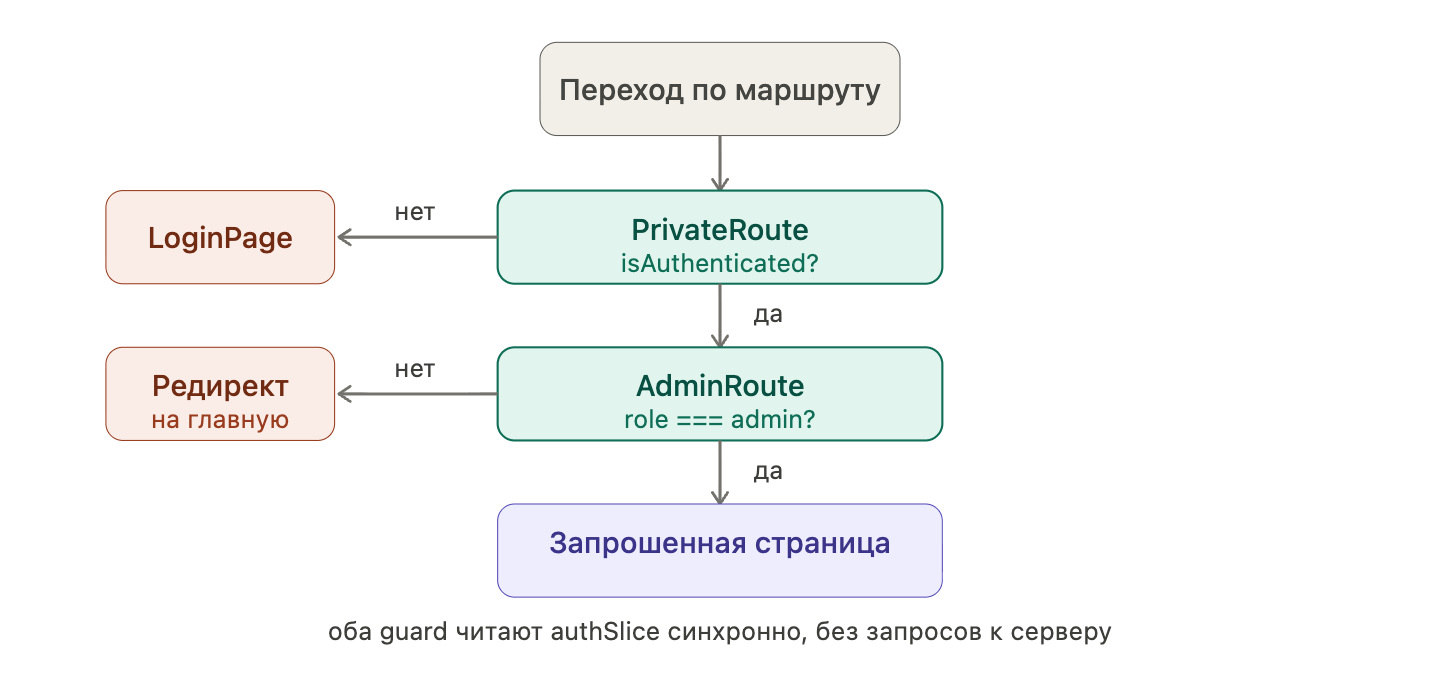 Переход по маршруту
нет
LoginPage
PrivateRoute
isAuthenticated?
да
нет
Редирект
на главную
AdminRoute
role === admin?
да
Запрошенная страница
оба guard читают authSlice синхронно, без запросов к серверу